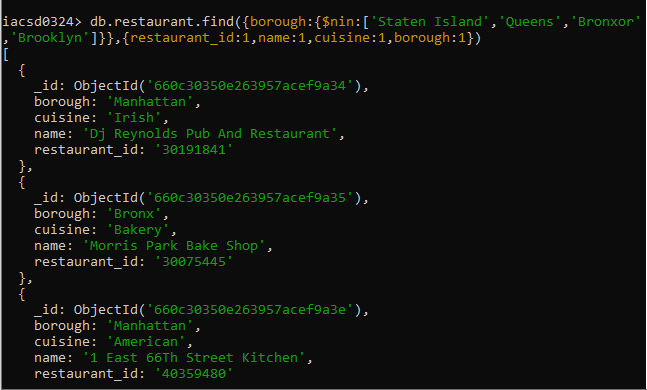 iacsd0324> db.restaurant.find({borough:{$nin:['Staten Island','Queens','Bronxor'
,'Brooklyn']}},{restaurant_id:1,name:1,cuisine:1,borough:1})
[
  {
    _id: ObjectId('660c30350e263957acef9a34'),
    borough: 'Manhattan',
    cuisine: 'Irish',
    name: 'Dj Reynolds Pub And Restaurant',
    restaurant_id: '30191841'
  },
  {
    _id: ObjectId('660c30350e263957acef9a35'),
    borough: 'Bronx',
    cuisine: 'Bakery',
    name: 'Morris Park Bake Shop',
    restaurant_id: '30075445'
  },
  {
    _id: ObjectId('660c30350e263957acef9a3e'),
    borough: 'Manhattan',
    cuisine: 'American',
    name: '1 East 66Th Street Kitchen',
    restaurant_id: '40359480'